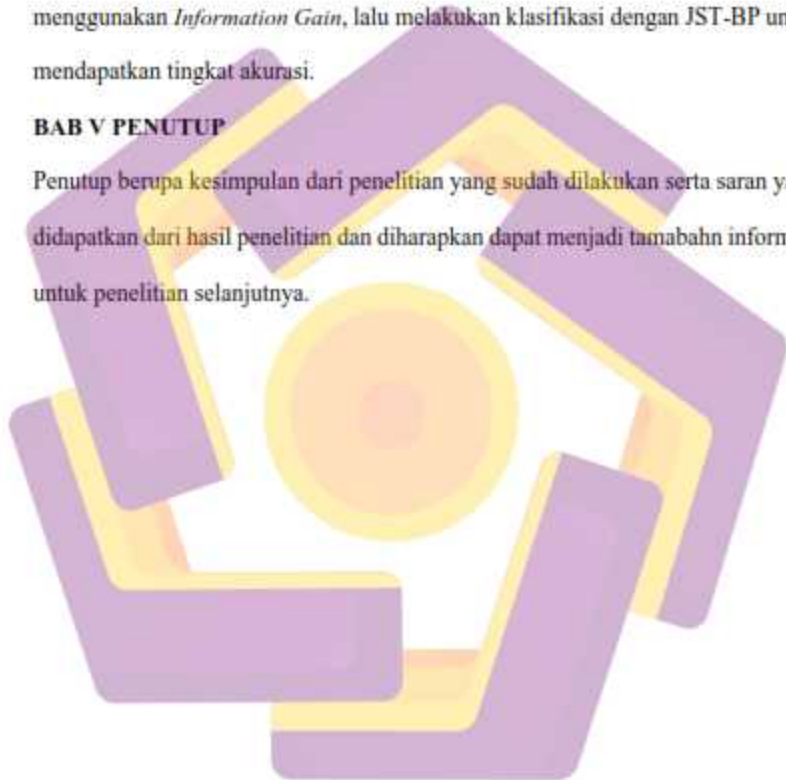 menggunakan Information Gain, lalu melakukan klasifikasi dengan JST-BP un
mendapatkan tingkat akurasi.
BAB V PENUTUP
Penutup berupa kesimpulan dari penelitian yang sudah dilakukan serta saran ya
didapatkan dari hasil penelitian dan diharapkan dapat menjadi tamabahn inform
untuk penelitian selanjutnya.